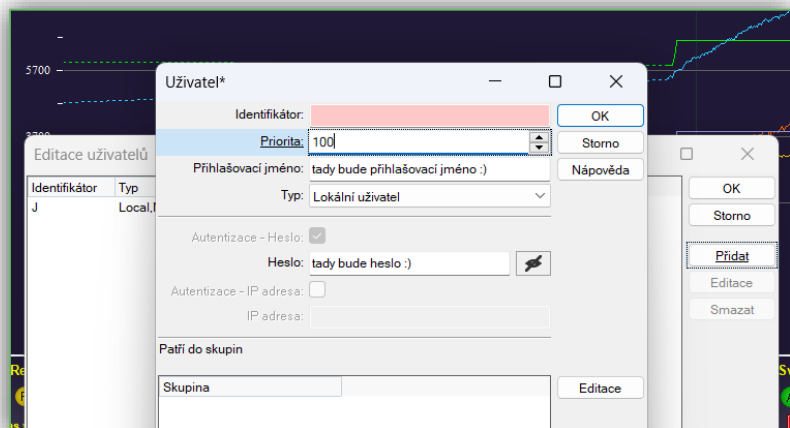 5700
3700
Uživatel*
Identifikátor:
OK
Priorita: 100
Storno
Přihlašovací jméno: tady bude přihlašovací jméno :)
Nápověda
Typ: Lokální uživatel
Autentizace - Heslo:
Heslo: tady bude heslo :)
Autentizace - IP adresa:
IP adresa:
Patří do skupin
Skupina
Editace
Editace uživatelů
Identifikátor Typ
J Local,
OK
Storno
Přidat
Editace
Smazat